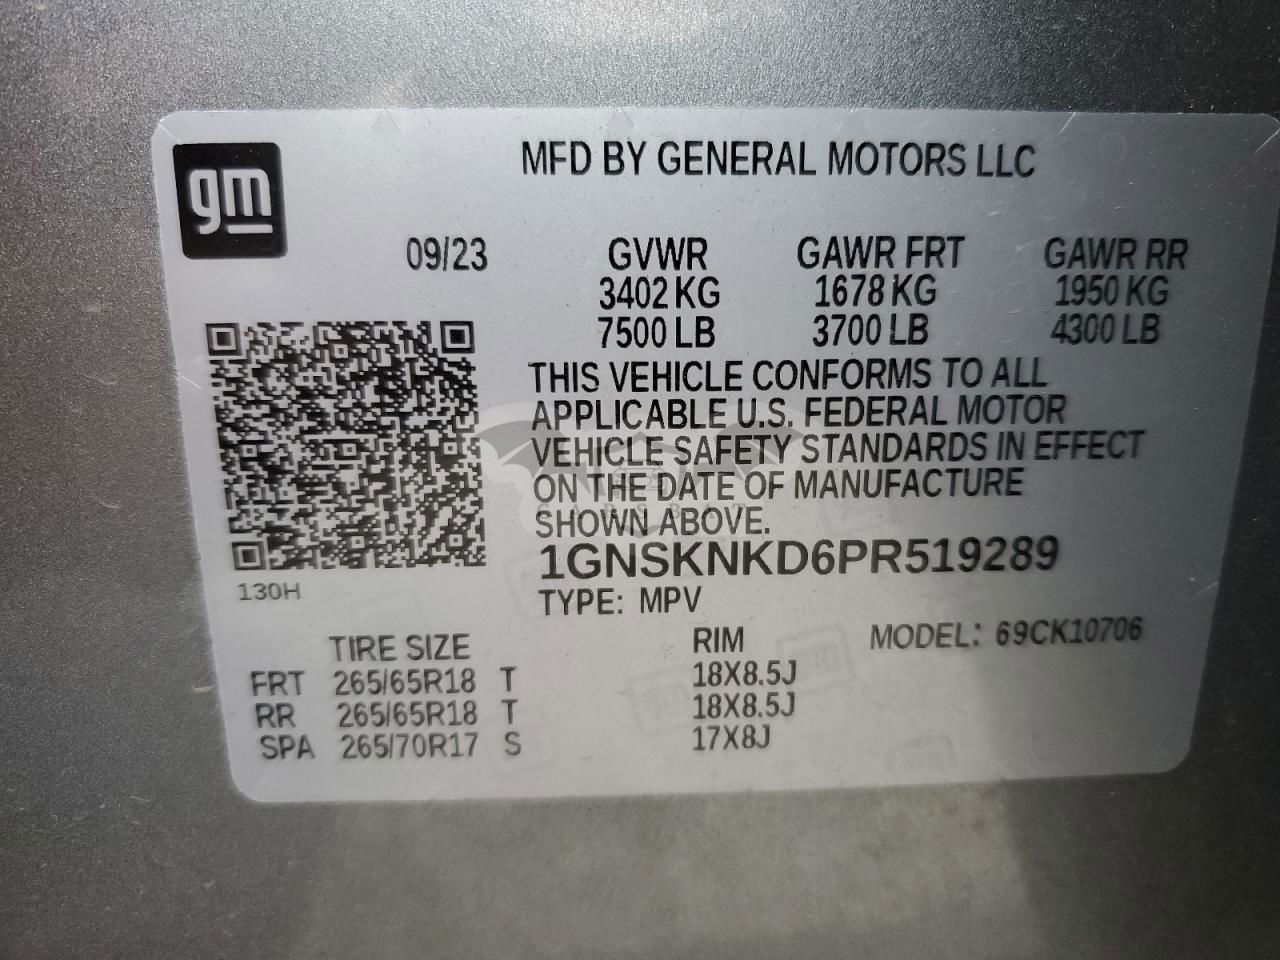 gm
MFD BY GENERAL MOTORS LLC
09/23 GVWR GAWR FRT GAWR RR
3402 KG 1678 KG 1950 KG
7500 LB 3700 LB 4300 LB
THIS VEHICLE CONFORMS TO ALL
APPLICABLE U.S. FEDERAL MOTOR
VEHICLE SAFETY STANDARDS IN EFFECT
ON THE DATE OF MANUFACTURE
SHOWN ABOVE.
1GNSKNKD6PR519289
130H
TYPE: MPV
TIRE SIZE RIM MODEL: 69CK10706
FRT 265/65R18 T 18X8.5J
RR 265/65R18 T 18X8.5J
SPA 265/70R17 S 17X8J